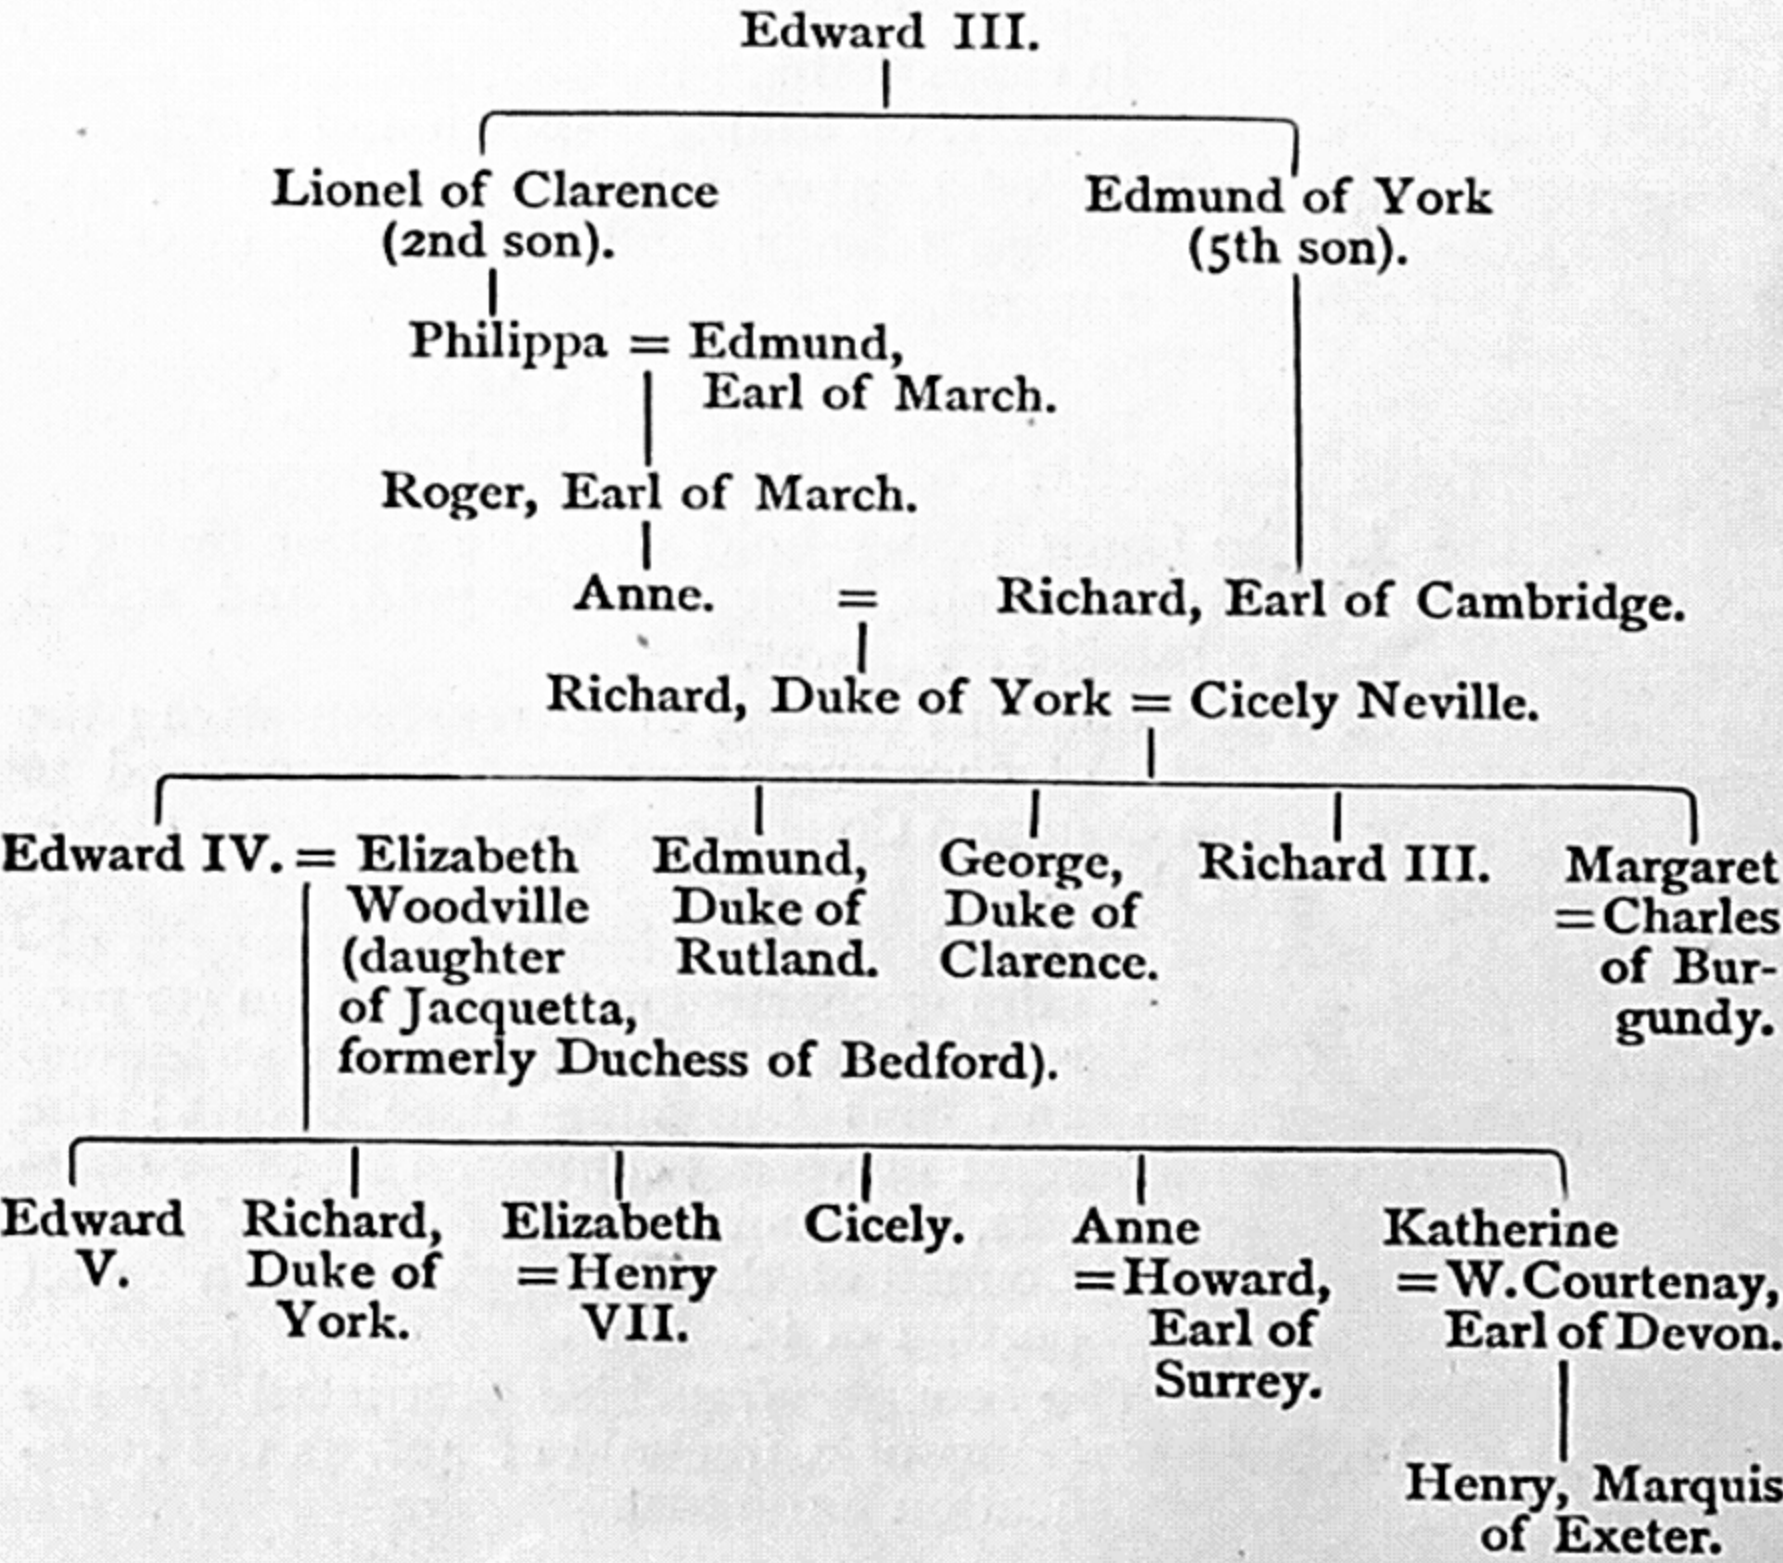 Edward III.
Lionel of Clarence
(2nd son).
Edmund of York
(5th son).
Philippa = Edmund,
Earl of March.
Roger, Earl of March.
Anne. = Richard, Earl of Cambridge.
Richard, Duke of York = Cicely Neville.
Edward IV. = Elizabeth
Woodville
(daughter
of Jacquetta,
formerly Duchess of Bedford).
Edmund,
Duke of
Rutland.
George,
Duke of
Clarence.
Richard III.
Margaret
=Charles
of Bur-
gundy.
Edward
V.
Richard,
Duke of
York.
Elizabeth
=Henry
VII.
Cicely.
Anne
=Howard,
Earl of
Surrey.
Katherine
=W. Courtenay,
Earl of Devon.
Henry, Marquis
of Exeter.